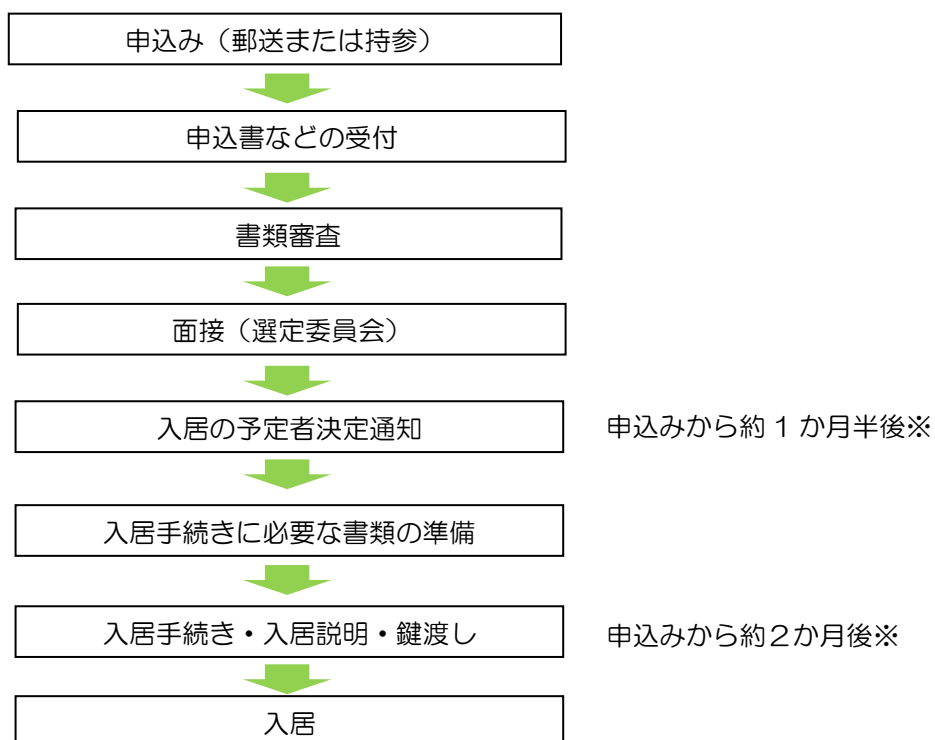 申込み（郵送または持参）
申込書などの受付
書類審査
面接（選定委員会）
入居の予定者決定通知
申込みから約 1 か月半後※
入居手続きに必要な書類の準備
入居手続き・入居説明・鍵渡し
申込みから約２か月後※
入居